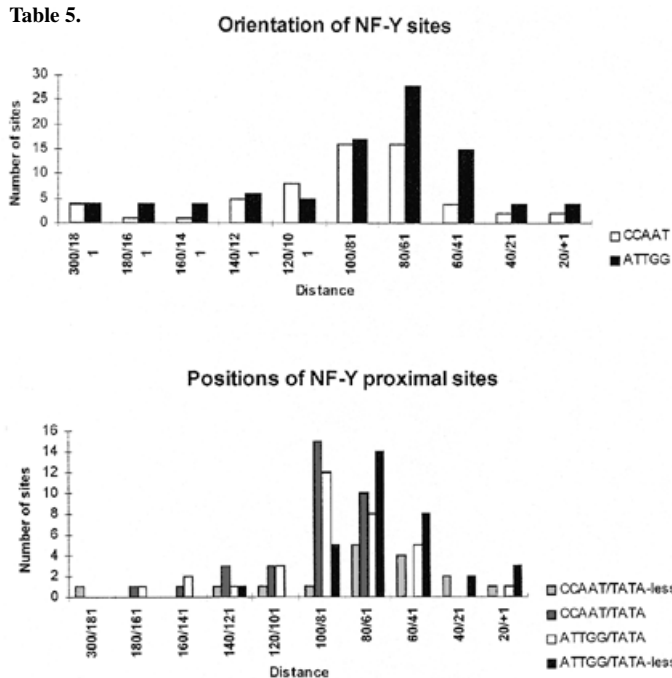 Table 5.
Orientation of NF-Y sites
Number of sites
30
25
20
15
10
5
0
300/18 1
180/16 1
160/14 1
140/12 1
120/10 1
100/81
80/61
60/41
40/21
20/+1
Distance
CCAAT
ATTGG
Positions of NF-Y proximal sites
Number of sites
16
14
12
10
8
6
4
2
0
300/181
180/161
160/141
140/121
120/101
100/81
80/61
60/41
40/21
20/+1
Distance
CCAAT/TATA-less
CCAAT/TATA
ATTGG/TATA
ATTGG/TATA-less